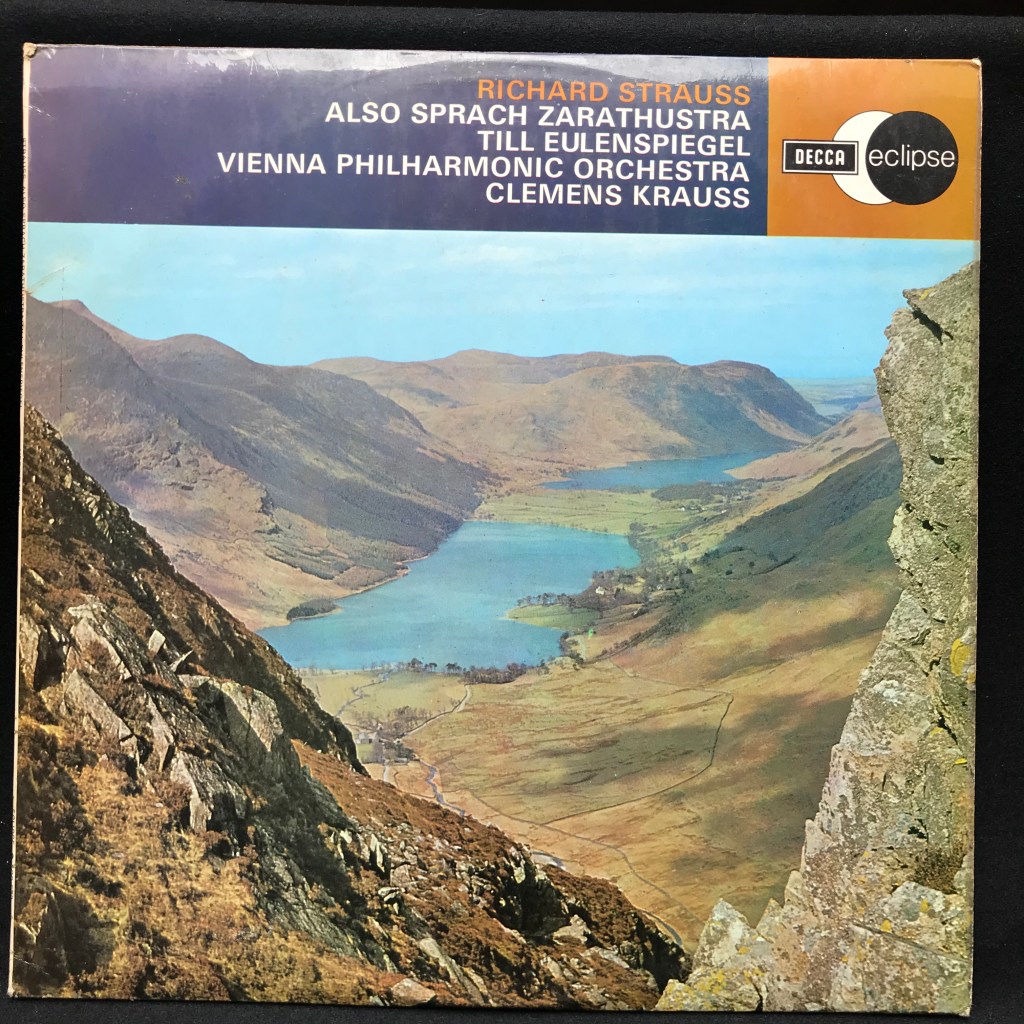 RICHARD STRAUSS
ALSO SPRACH ZARATHUSTRA
TILL EULENSPIEGEL
VIENNA PHILHARMONIC ORCHESTRA
CLEMENS KRAUSS
DECCA eclipse